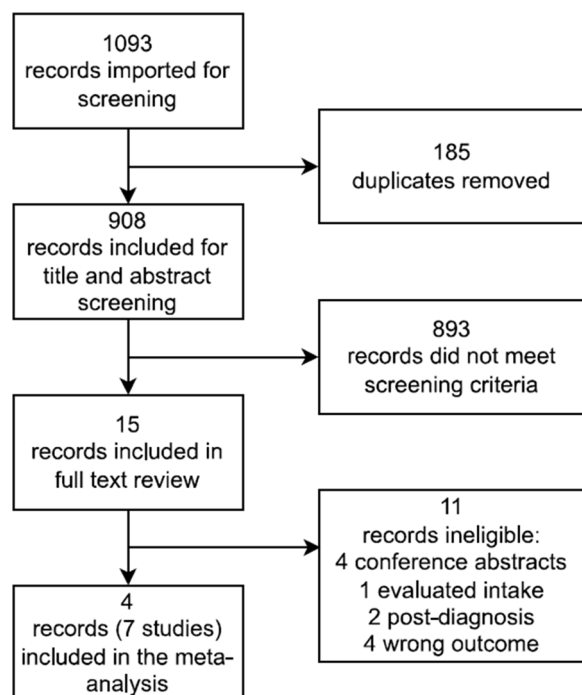 1093
records imported for
screening
185
duplicates removed
908
records included for
title and abstract
screening
893
records did not meet
screening criteria
15
records included in
full text review
11
records ineligible:
4 conference abstracts
1 evaluated intake
2 post-diagnosis
4 wrong outcome
4
records (7 studies)
included in the meta-
analysis